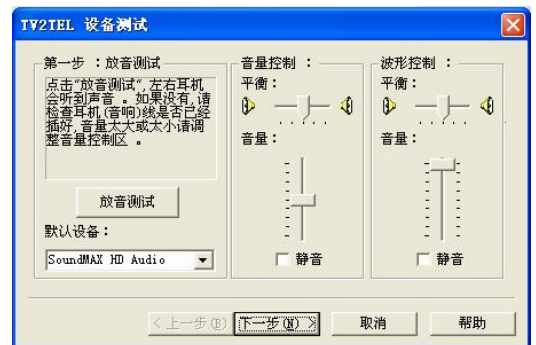 TV2TEL 设备测试
第一步 ：放音测试
点击"放音测试",左右耳机
会听到声音 。如果没有,请
检查耳机(音响)线是否已经
插好,音量太大或太小请调
整音量控制区 。
放音测试
默认设备：
SoundMAX HD Audio
音量控制 ：
平衡：
音量：
静音
波形控制 ：
平衡：
音量：
静音
< 上一步(B)
下一步(N) >
取消
帮助